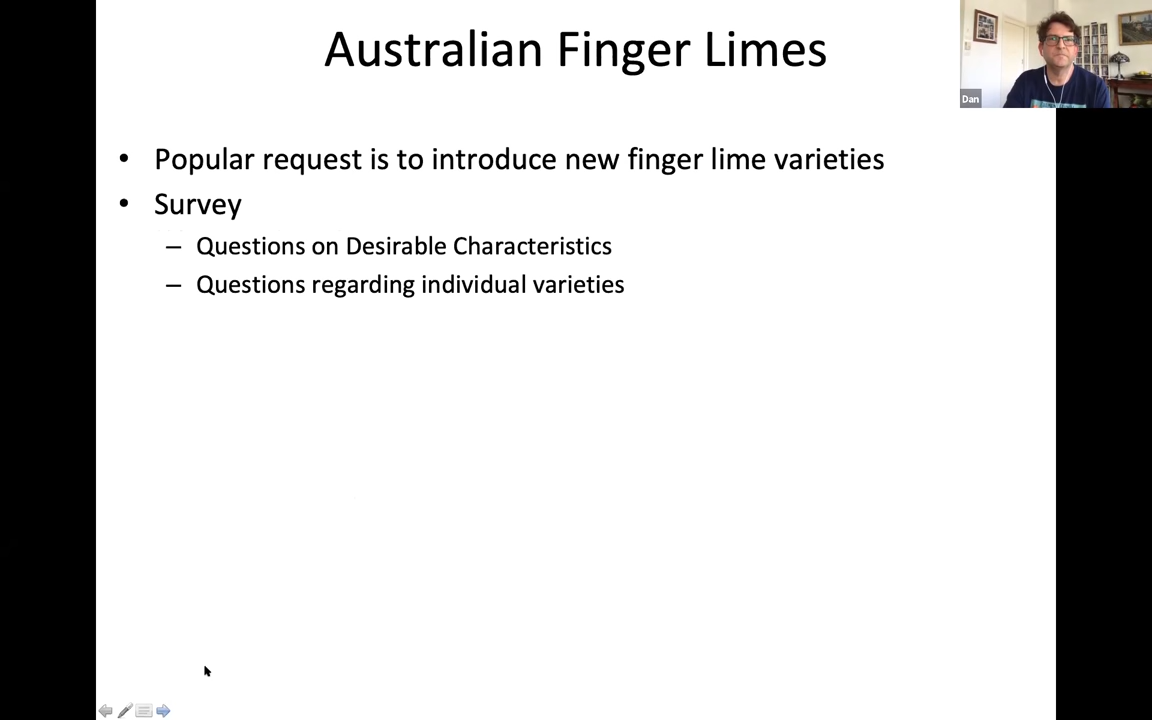 Australian Finger Limes
Dan
• Popular request is to introduce new finger lime varieties
• Survey
– Questions on Desirable Characteristics
– Questions regarding individual varieties